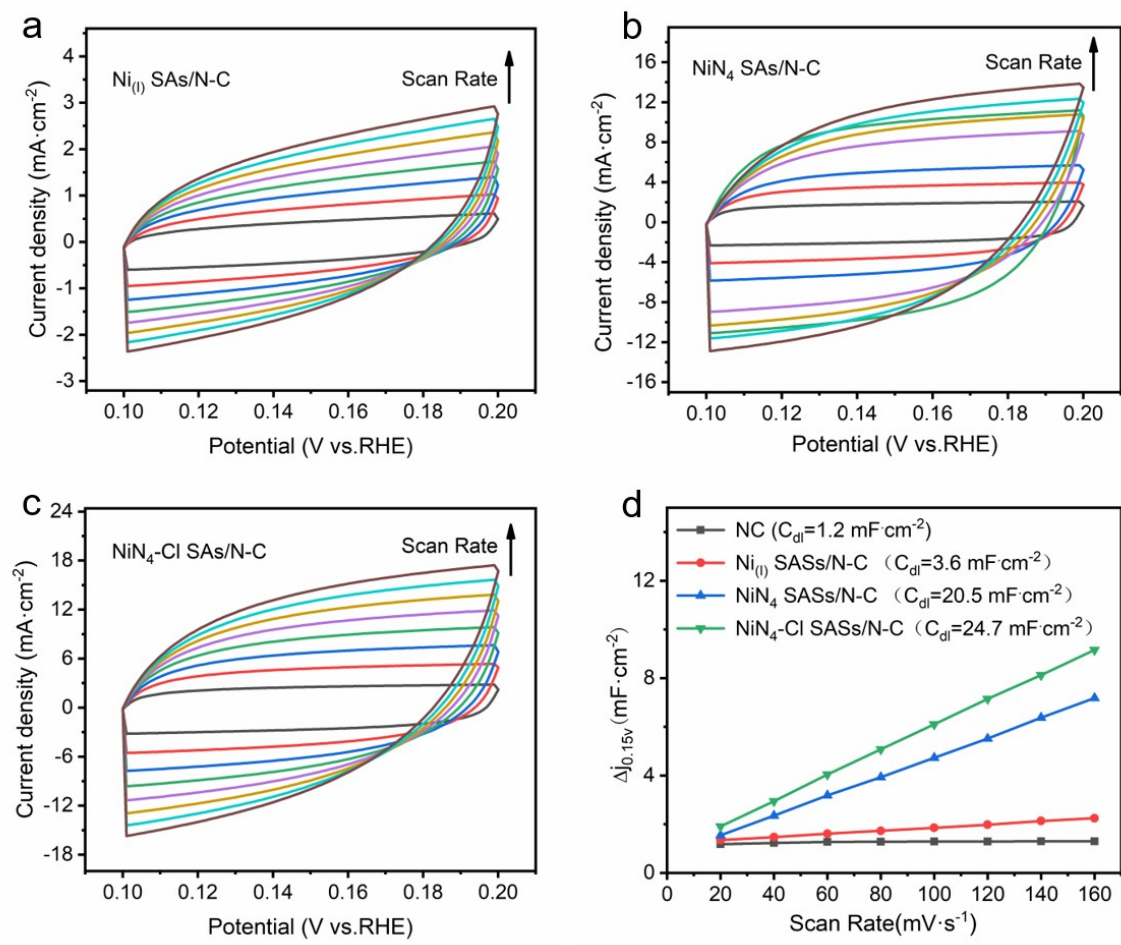 a
Ni(I) SAs/N-C
Scan Rate
Current density (mA·cm-2)
4
3
2
1
0
-1
-2
-3
0.10 0.12 0.14 0.16 0.18 0.20
Potential (V vs.RHE)
b
NiN4 SAs/N-C
Scan Rate
Current density (mA·cm-2)
16
12
8
4
0
-4
-8
-12
-16
0.10 0.12 0.14 0.16 0.18 0.20
Potential (V vs.RHE)
c
NiN4-Cl SAs/N-C
Scan Rate
Current density (mA·cm-2)
24
18
12
6
0
-6
-12
-18
0.10 0.12 0.14 0.16 0.18 0.20
Potential (V vs.RHE)
d
NC (Cdl=1.2 mF·cm-2)
Ni(I) SASs/N-C （Cdl=3.6 mF·cm-2)
NiN4 SASs/N-C （Cdl=20.5 mF·cm-2)
NiN4-Cl SASs/N-C（Cdl=24.7 mF·cm-2)
Δj0.15v(mF·cm-2)
12
8
4
0
0 20 40 60 80 100 120 140 160
Scan Rate(mV·s-1)